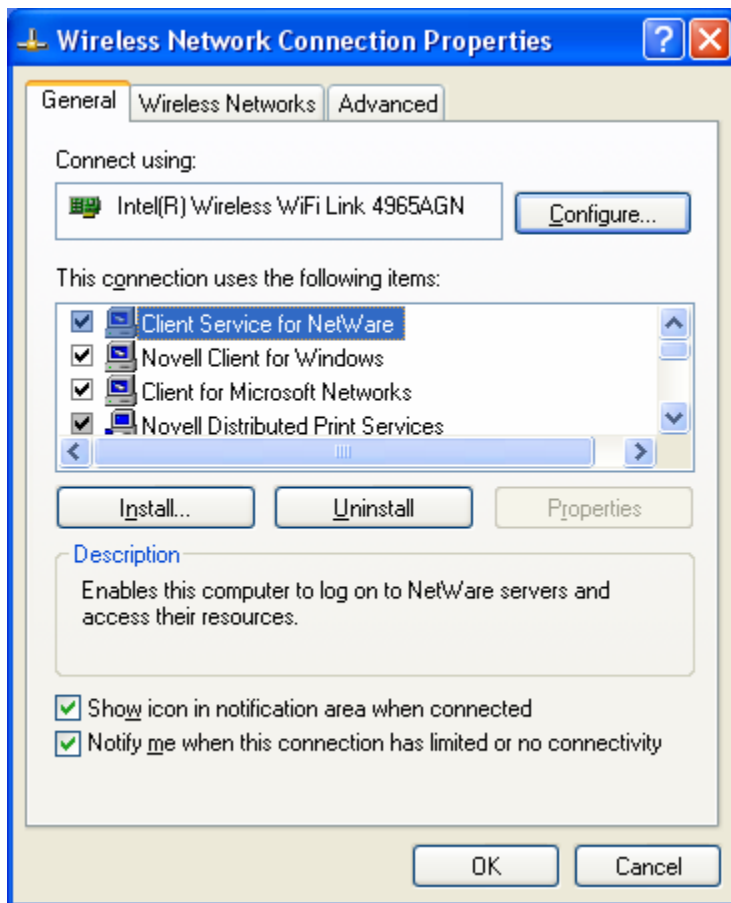 Wireless Network Connection Properties
General
Wireless Networks
Advanced
Connect using:
Intel(R) Wireless WiFi Link 4965AGN
Configure...
This connection uses the following items:
Client Service for NetWare
Novell Client for Windows
Client for Microsoft Networks
Novell Distributed Print Services
Install...
Uninstall
Properties
Description
Enables this computer to log on to NetWare servers and
access their resources.
Show icon in notification area when connected
Notify me when this connection has limited or no connectivity
OK
Cancel